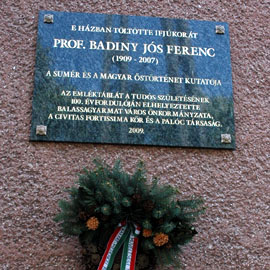 E HÁZBAN TÖLTÖTTE IFJÚKORÁT
PROF. BADINY JÓS FERENC
(1909 - 2007)
A SUMÉR ÉS A MAGYAR ŐSTÖRTÉNET KUTATÓJA
AZ EMLÉKTÁBLÁT A TUDÓS SZÜLETÉSÉNEK
100. ÉVFORDULÓJÁN ELHELYEZTETTE
BALASSAGYARMAT VÁROS ÖNKORMÁNYZATA,
A CIVITAS FORTISSIMA KÖR ÉS A PALÓC TÁRSASÁG.
2009.